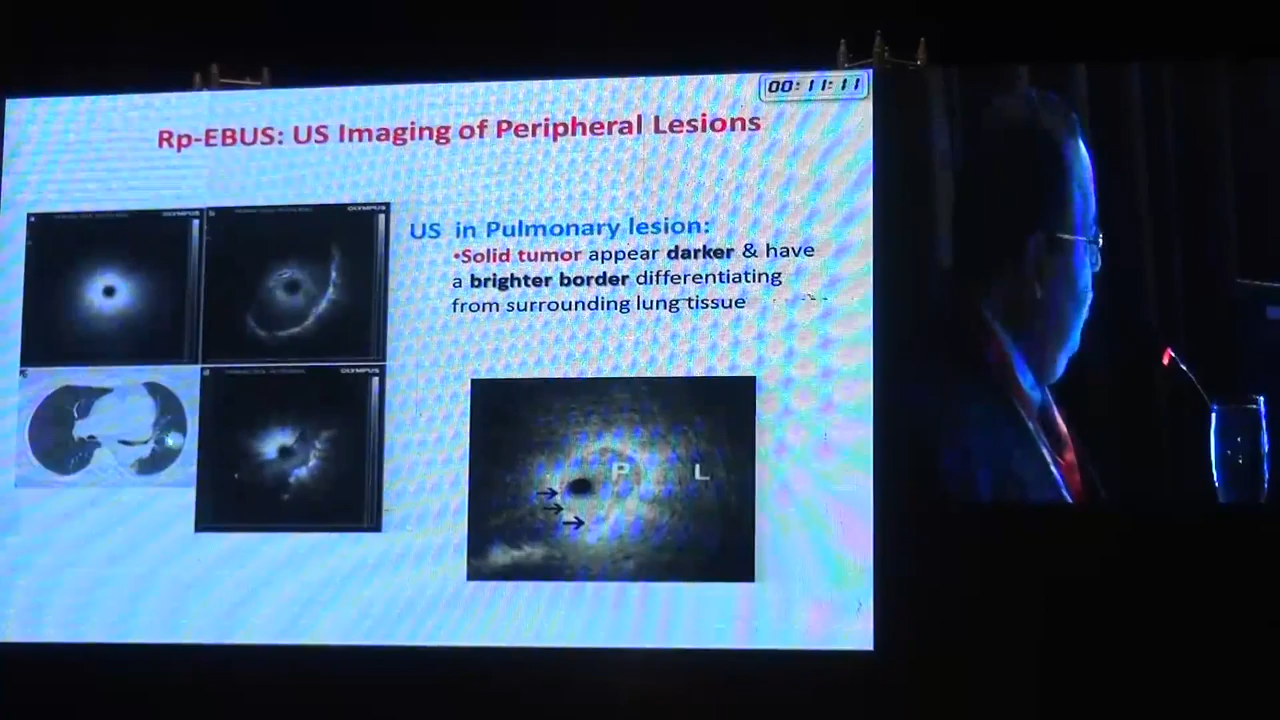 00:11:11
Rp-EBUS: US Imaging of Peripheral Lesions
OLYMPUS
OLYMPUS
OLYMPUS
US in Pulmonary lesion:
•Solid tumor appear darker & have
a brighter border differentiating
from surrounding lung tissue
P
L